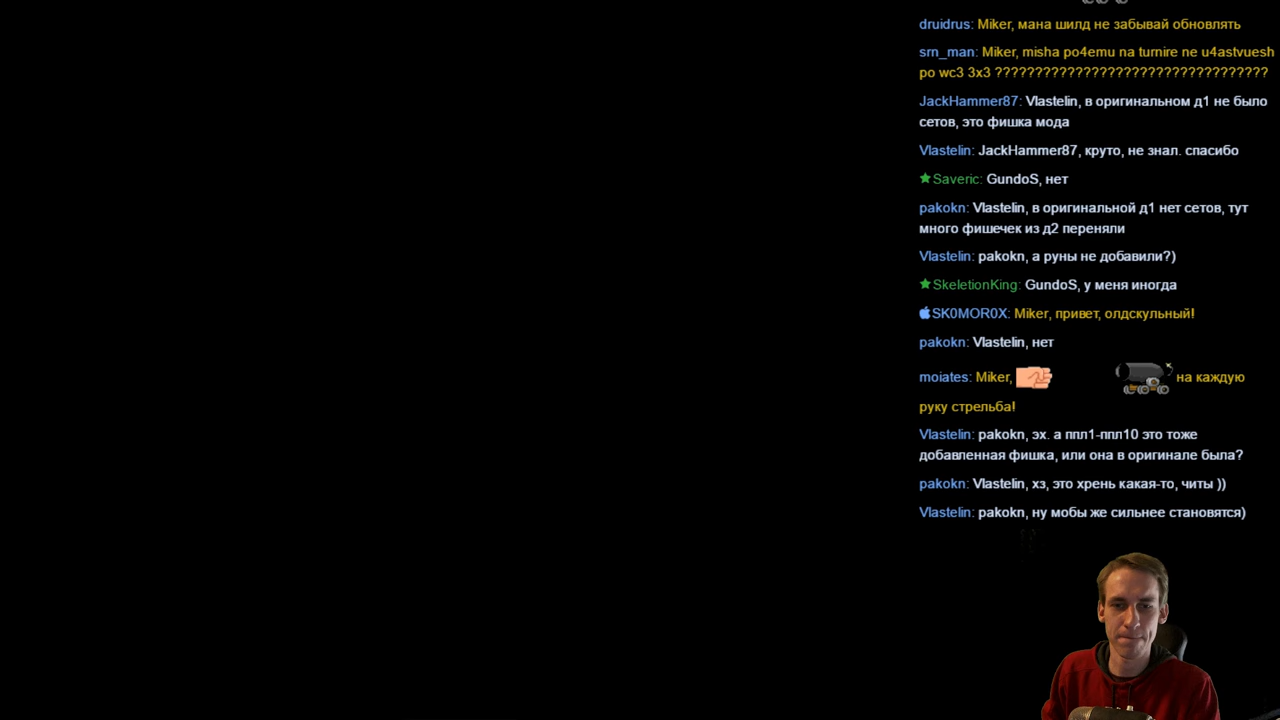 druidrus: Miker, мана шилд не забывай обновлять
srn_man: Miker, misha po4emu na turnire ne u4astvuesh
po wc3 3x3 ??????????????????????????????????
JackHammer87: Vlastelin, в оригинальном д1 не было
сетов, это фишка мода
Vlastelin: JackHammer87, круто, не знал. спасибо
Saveric: GundoS, нет
pakokn: Vlastelin, в оригинальной д1 нет сетов, тут
много фишечек из д2 переняли
Vlastelin: pakokn, а руны не добавили?)
SkeletionKing: GundoS, у меня иногда
SK0MOR0X: Miker, привет, олдскульный!
pakokn: Vlastelin, нет
moiates: Miker, на каждую
руку стрельба!
Vlastelin: pakokn, эх. а ппл1-ппл10 это тоже
добавленная фишка, или она в оригинале была?
pakokn: Vlastelin, хз, это хрень какая-то, читы ))
Vlastelin: pakokn, ну мобы же сильнее становятся)